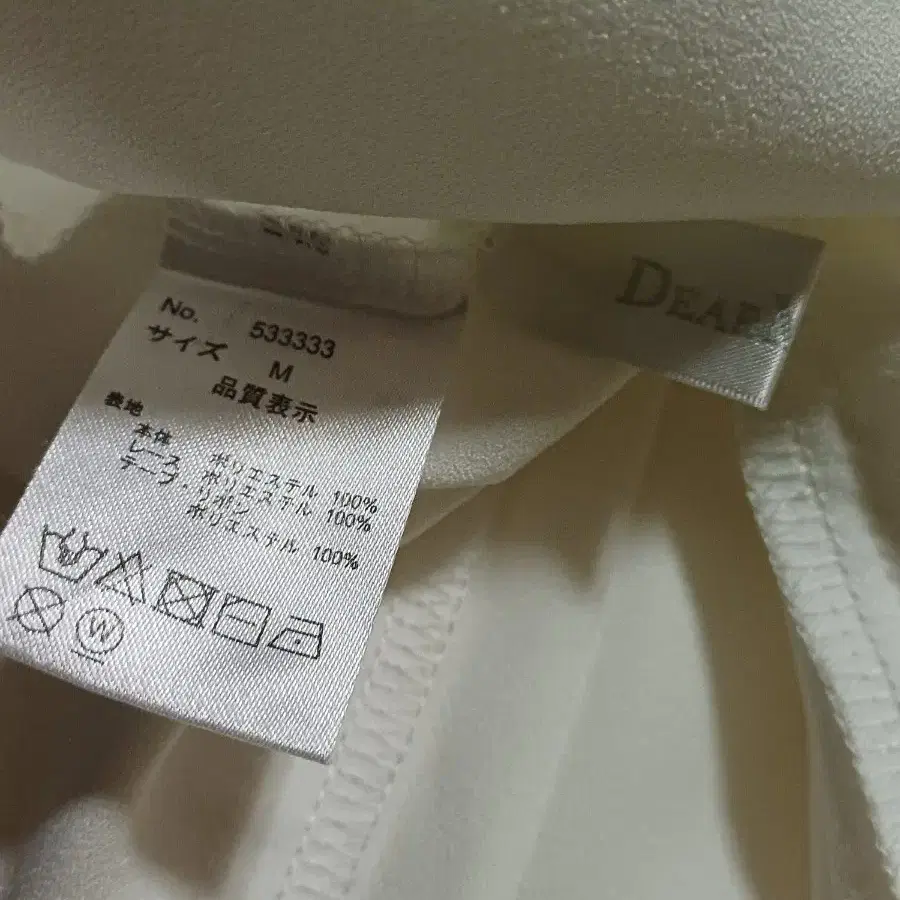 No. 533333
サイズ M
品質表示
表地
本体 ポリエステル 100%
レース ポリエステル 100%
テープ・リボン
ポリエステル 100%
W
DEAR